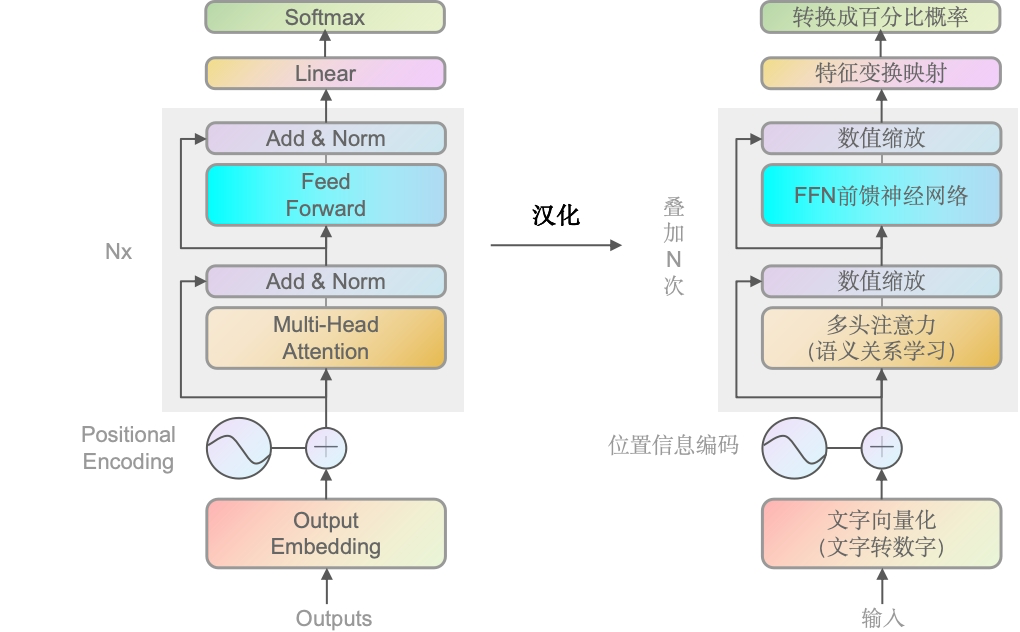 Softmax
Linear
Add & Norm
Feed
Forward
Nx
Add & Norm
Multi-Head
Attention
Positional
Encoding
Output
Embedding
Outputs
汉化
转换成百分比概率
特征变换映射
数值缩放
FFN前馈神经网络
叠
加
N
次
数值缩放
多头注意力
(语义关系学习)
位置信息编码
文字向量化
(文字转数字)
输入